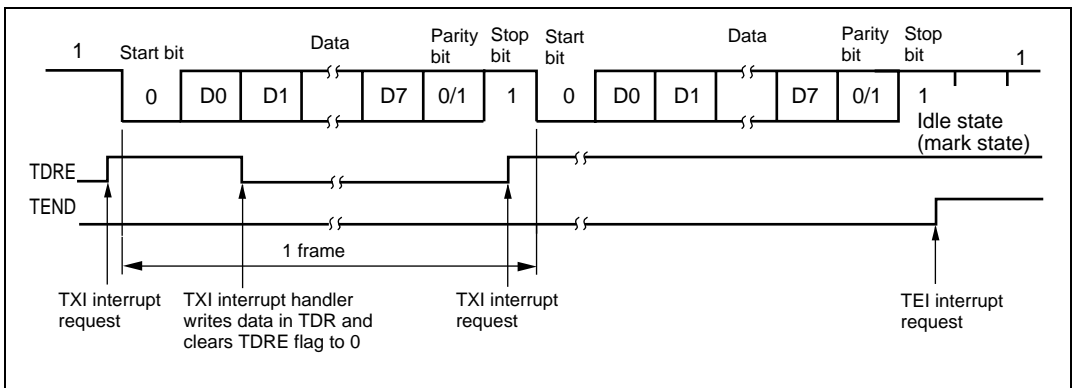 1
Start bit
Data
Parity bit
Stop bit
Start bit
Data
Parity bit
Stop bit
1
0 D0 D1 D7 0/1 1 0 D0 D1 D7 0/1 1
Idle state
(mark state)
TDRE
TEND
1 frame
TXI interrupt
request
TXI interrupt handler
writes data in TDR and
clears TDRE flag to 0
TXI interrupt
request
TEI interrupt
request